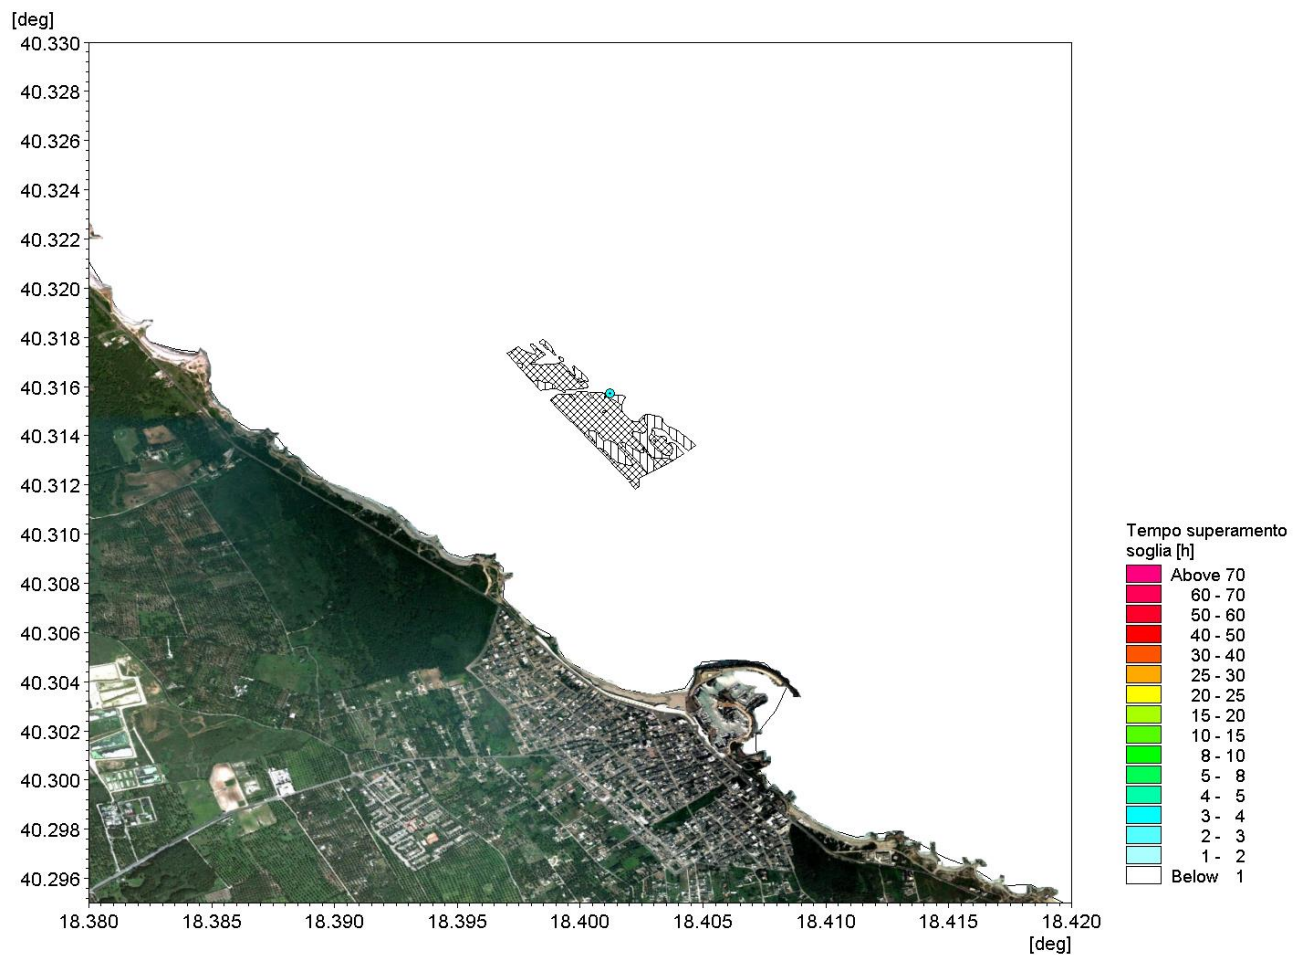 [deg]
40.330
40.328
40.326
40.324
40.322
40.320
40.318
40.316
40.314
40.312
40.310
40.308
40.306
40.304
40.302
40.300
40.298
40.296
18.380 18.385 18.390 18.395 18.400 18.405 18.410 18.415 18.420
[deg]
Tempo superamento
soglia [h]
Above 70
60 - 70
50 - 60
40 - 50
30 - 40
25 - 30
20 - 25
15 - 20
10 - 15
8 - 10
5 - 8
4 - 5
3 - 4
2 - 3
1 - 2
Below 1